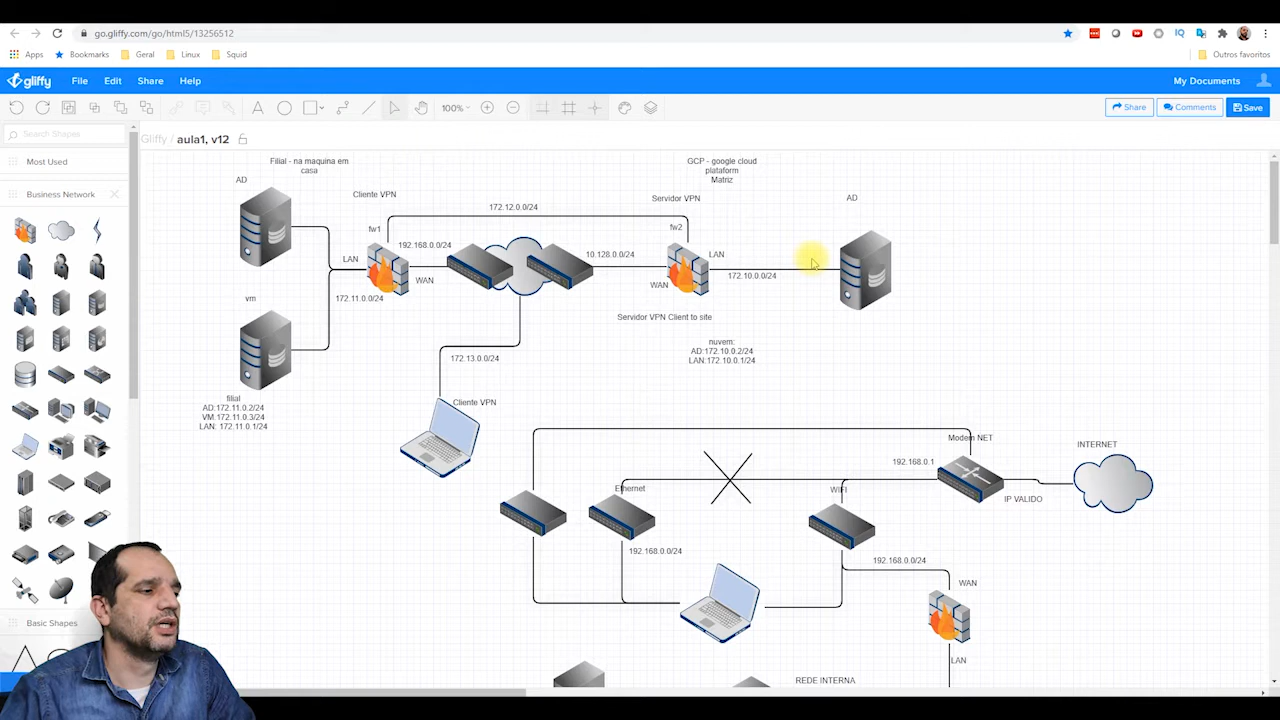 go.gliffy.com/go/html5/13256512
Apps
Bookmarks
Geral
Linux
Squid
Outros favoritos
gliffy
File
Edit
Share
Help
My Documents
100%
Share
Comments
Save
Search Shapes
Gliffy / aula1, v12
Most Used
Business Network
Basic Shapes
Filial - na maquina em
casa
GCP - google cloud
plataform
Matriz
AD
Cliente VPN
Servidor VPN
AD
172.12.0.0/24
fw1
fw2
192.168.0.0/24
10.128.0.0/24
LAN
LAN
WAN
WAN
172.10.0.0/24
vm
172.11.0.0/24
Servidor VPN Client to site
nuvem:
AD:172.10.0.2/24
LAN:172.10.0.1/24
172.13.0.0/24
filial
AD:172.11.0.2/24
VM:172.11.0.3/24
LAN: 172.11.0.1/24
Cliente VPN
Modem NET
INTERNET
192.168.0.1
Ethernet
WIFI
IP VALIDO
192.168.0.0/24
192.168.0.0/24
WAN
LAN
REDE INTERNA